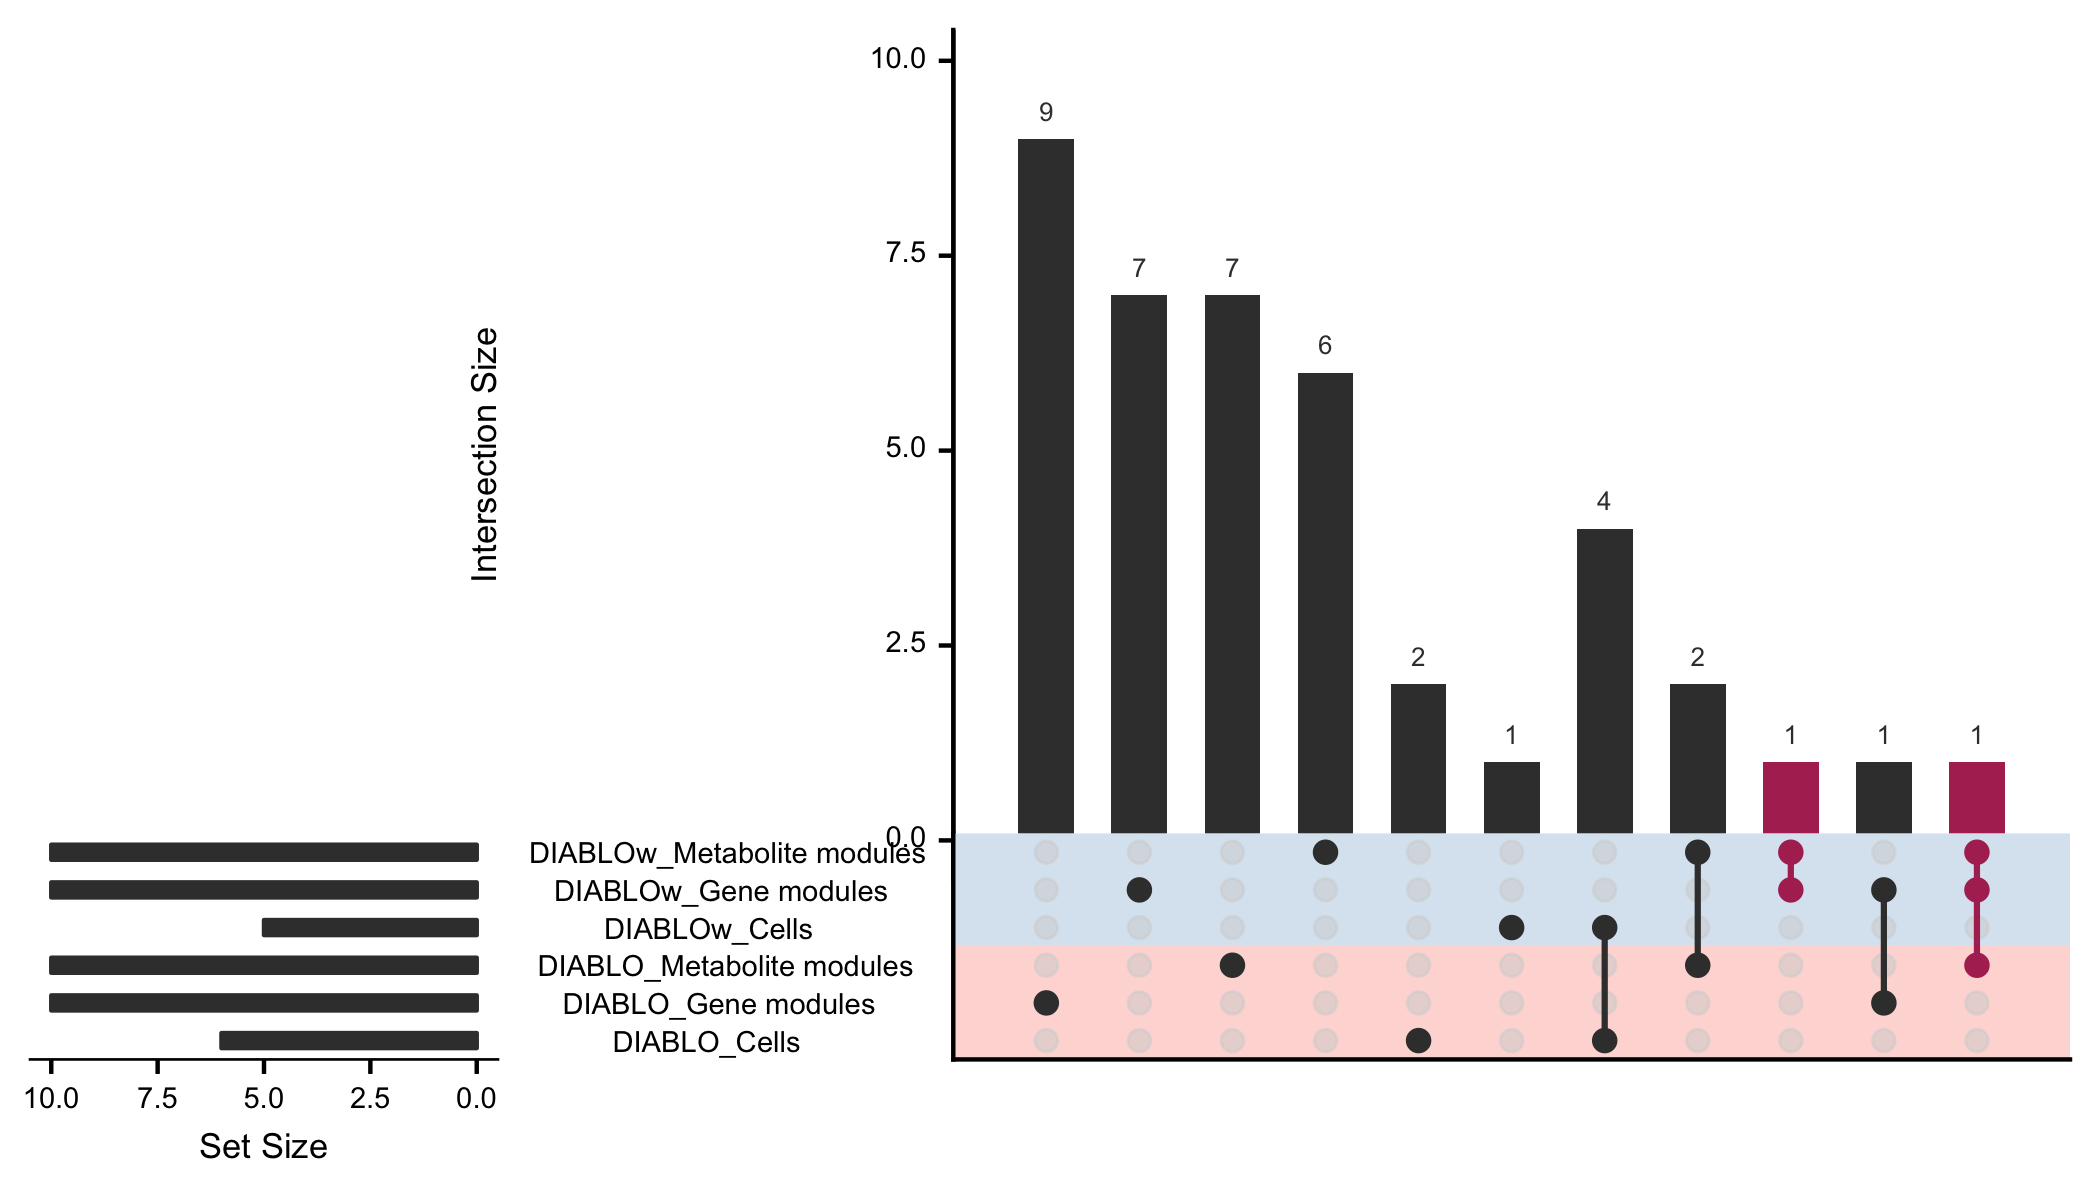 10.0
7.5
5.0
2.5
0.0
Intersection Size
9
7
7
6
2
1
4
2
1
1
1
DIABLOw_Metabolite modules
DIABLOw_Gene modules
DIABLOw_Cells
DIABLO_Metabolite modules
DIABLO_Gene modules
DIABLO_Cells
10.0 7.5 5.0 2.5 0.0
Set Size